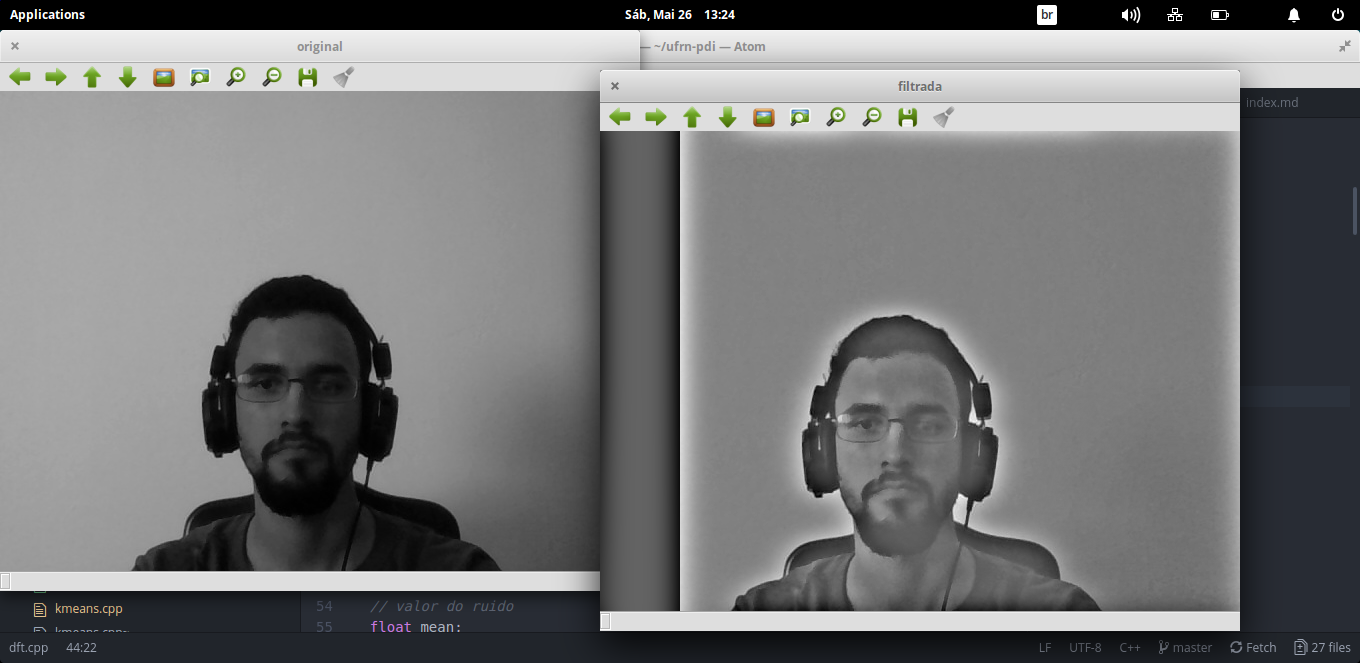 Applications
Sáb, Mai 26 13:24
br
original
— ~/ufrn-pdi — Atom
filtrada
index.md
kmeans.cpp
kmeans.cpp~
54 // valor do ruido
55 float mean;
dft.cpp 44:22
LF UTF-8 C++ master Fetch 27 files